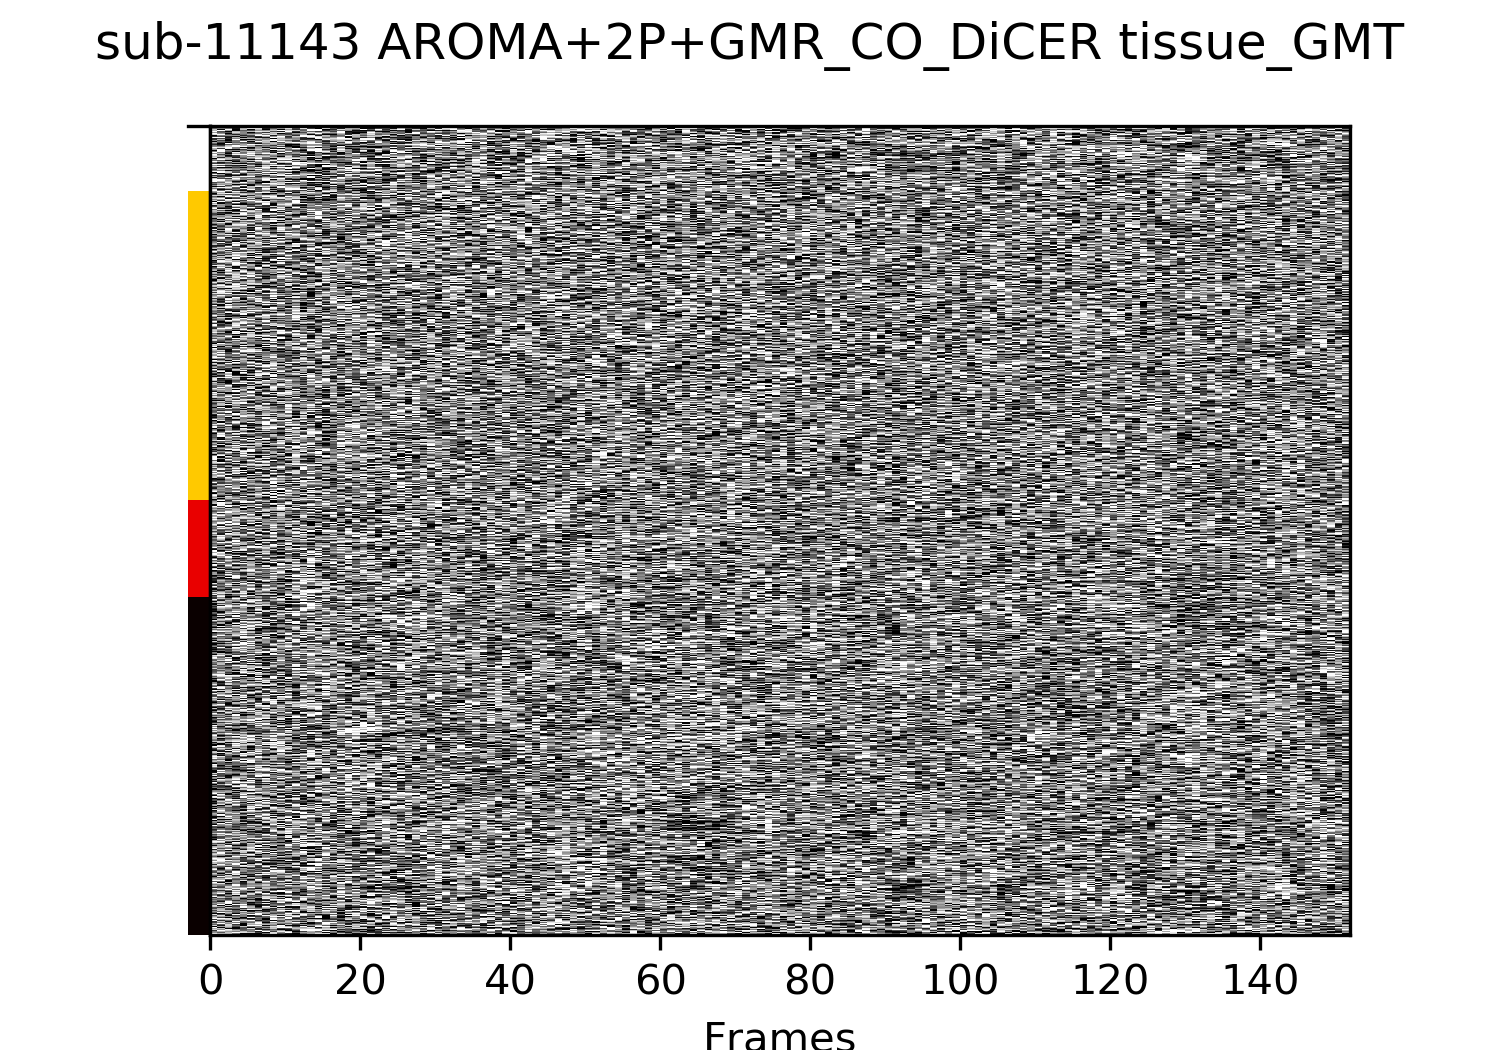 sub-11143 AROMA+2P+GMR_CO_DiCER tissue_GMT
0 20 40 60 80 100 120 140
Frames